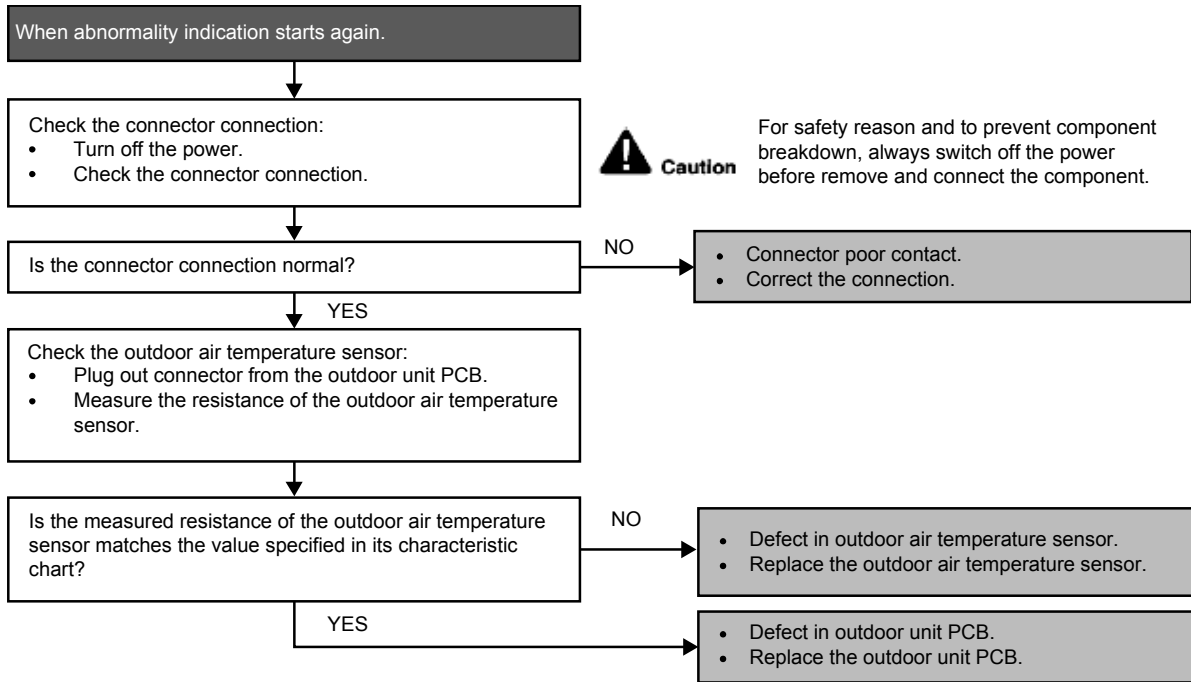 When abnormality indication starts again.
Check the connector connection:
• Turn off the power.
• Check the connector connection.
Caution
For safety reason and to prevent component
breakdown, always switch off the power
before remove and connect the component.
Is the connector connection normal?
NO
• Connector poor contact.
• Correct the connection.
YES
Check the outdoor air temperature sensor:
• Plug out connector from the outdoor unit PCB.
• Measure the resistance of the outdoor air temperature
sensor.
Is the measured resistance of the outdoor air temperature
sensor matches the value specified in its characteristic
chart?
NO
• Defect in outdoor air temperature sensor.
• Replace the outdoor air temperature sensor.
YES
• Defect in outdoor unit PCB.
• Replace the outdoor unit PCB.